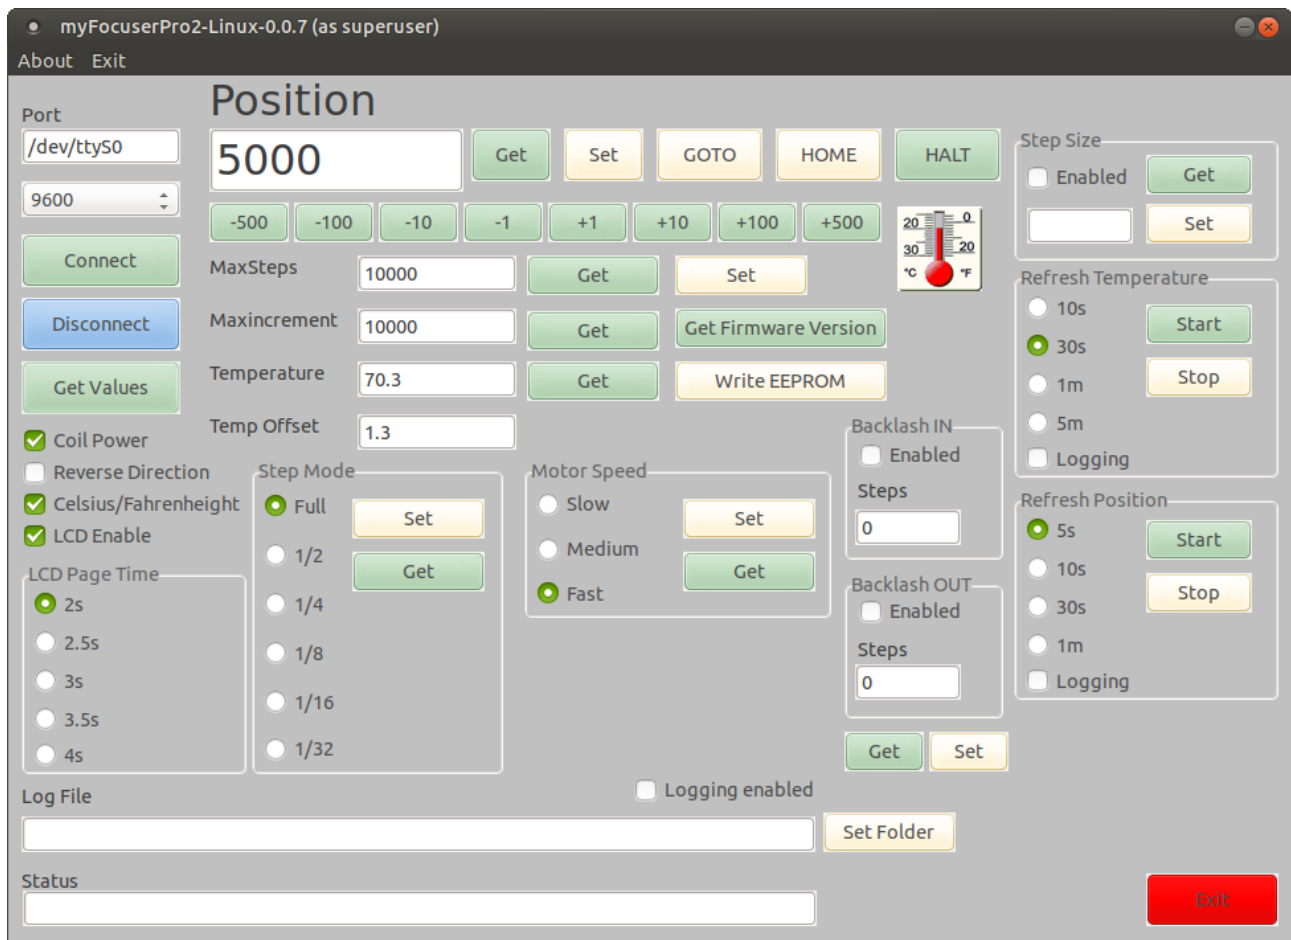 myFocuserPro2-Linux-0.0.7 (as superuser)
About Exit
Port
/dev/ttyS0
9600
Connect
Disconnect
Get Values
Coil Power
Reverse Direction
Celsius/Fahrenheight
LCD Enable
LCD Page Time
2s
2.5s
3s
3.5s
4s
Position
5000 Get Set GOTO HOME HALT
-500 -100 -10 -1 +1 +10 +100 +500
MaxSteps 10000 Get Set
Maxincrement 10000 Get Get Firmware Version
Temperature 70.3 Get Write EEPROM
Temp Offset 1.3
20 0
30 20
°C °F
Step Mode
Full Set
1/2 Get
1/4
1/8
1/16
1/32
Motor Speed
Slow Set
Medium Get
Fast
Backlash IN
Enabled
Steps
0
Backlash OUT
Enabled
Steps
0
Get Set
Step Size
Enabled Get
Set
Refresh Temperature
10s Start
30s
1m Stop
5m
Logging
Refresh Position
5s Start
10s
30s Stop
1m
Logging
Log File Logging enabled
Set Folder
Status
Exit